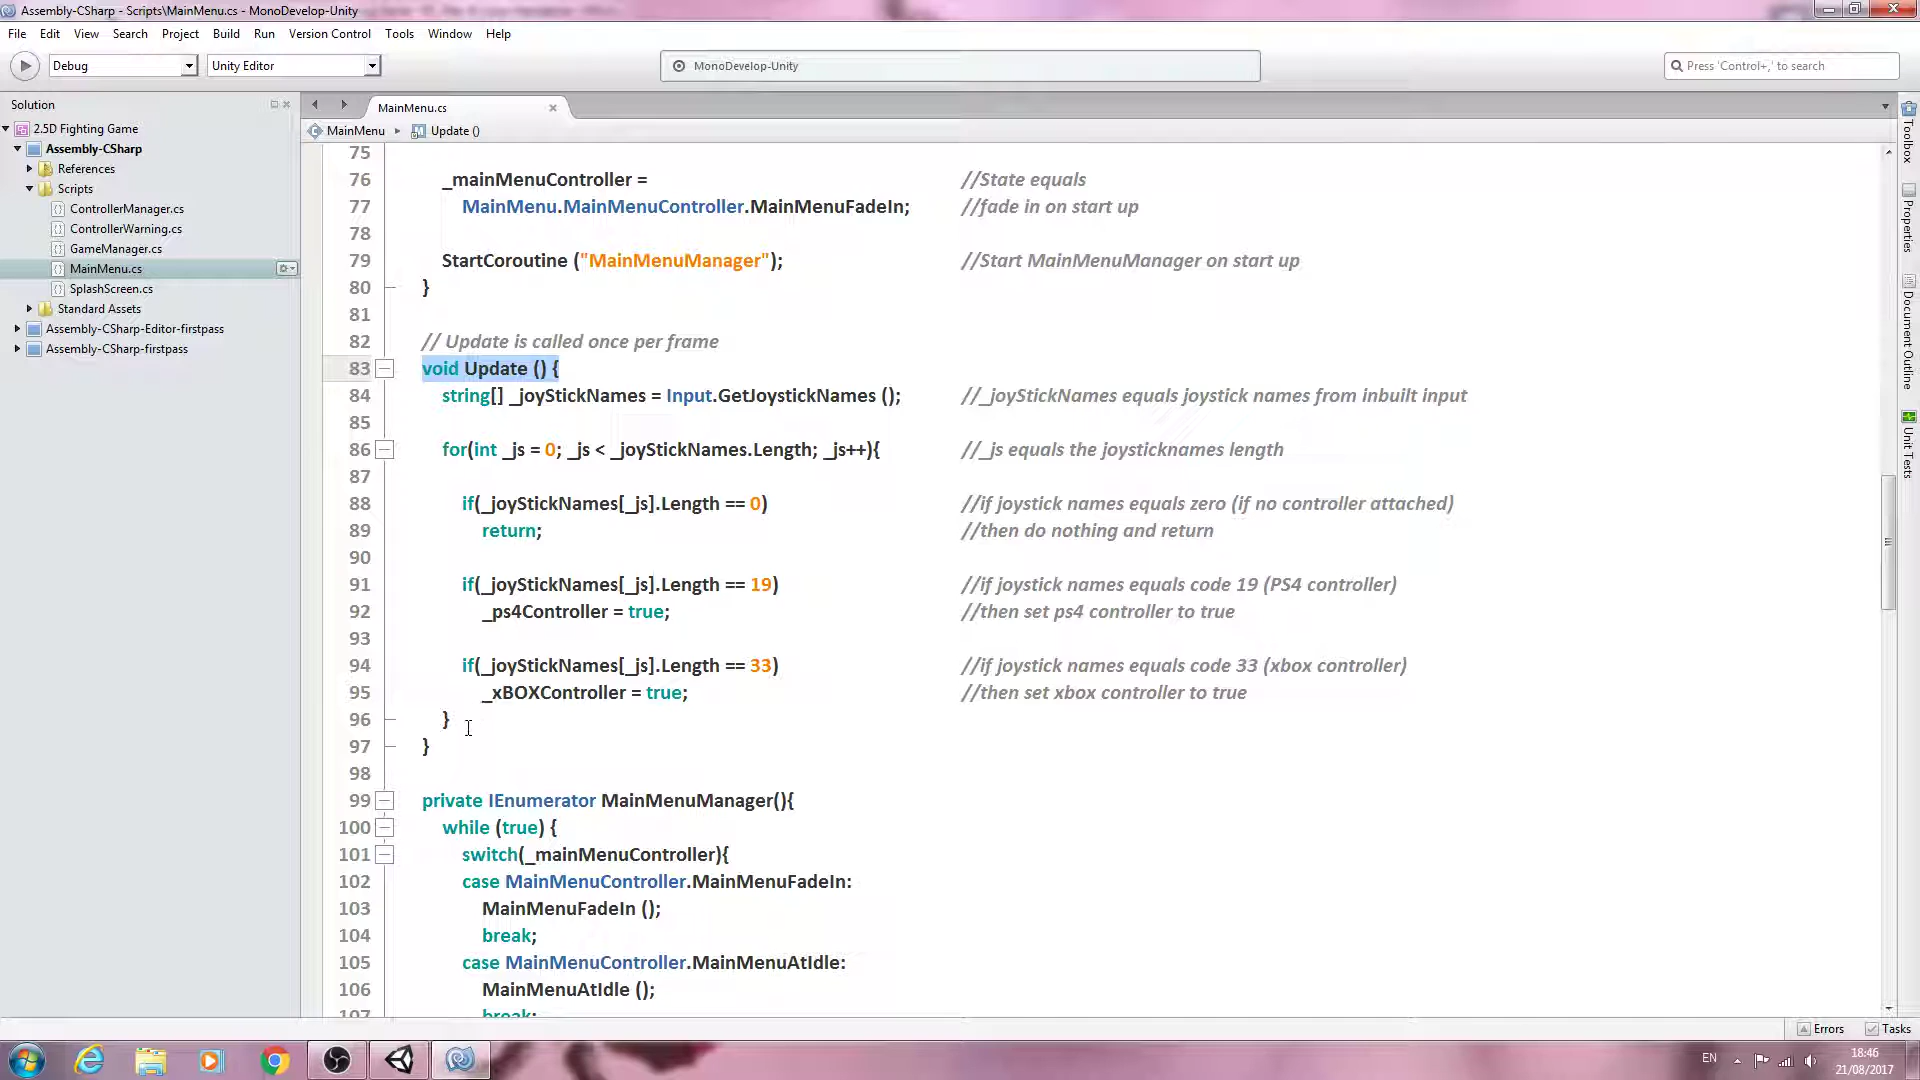 Assembly-CSharp - Scripts\MainMenu.cs - MonoDevelop-Unity
File Edit View Search Project Build Run Version Control Tools Window Help
Debug Unity Editor MonoDevelop-Unity Press 'Control+,' to search
Solution
2.5D Fighting Game
Assembly-CSharp
References
Scripts
ControllerManager.cs
ControllerWarning.cs
GameManager.cs
MainMenu.cs
SplashScreen.cs
Standard Assets
Assembly-CSharp-Editor-firstpass
Assembly-CSharp-firstpass
MainMenu.cs
MainMenu Update ()
75
76 _mainMenuController = //State equals
77 MainMenu.MainMenuController.MainMenuFadeIn; //fade in on start up
78
79 StartCoroutine ("MainMenuManager"); //Start MainMenuManager on start up
80 }
81
82 // Update is called once per frame
83 void Update () {
84 string[] _joyStickNames = Input.GetJoystickNames (); //_joyStickNames equals joystick names from inbuilt input
85
86 for(int _js = 0; _js < _joyStickNames.Length; _js++){ //_js equals the joysticknames length
87
88 if(_joyStickNames[_js].Length == 0) //if joystick names equals zero (if no controller attached)
89 return; //then do nothing and return
90
91 if(_joyStickNames[_js].Length == 19) //if joystick names equals code 19 (PS4 controller)
92 _ps4Controller = true; //then set ps4 controller to true
93
94 if(_joyStickNames[_js].Length == 33) //if joystick names equals code 33 (xbox controller)
95 _xBOXController = true; //then set xbox controller to true
96 }
97 }
98
99 private IEnumerator MainMenuManager(){
100 while (true) {
101 switch(_mainMenuController){
102 case MainMenuController.MainMenuFadeIn:
103 MainMenuFadeIn ();
104 break;
105 case MainMenuController.MainMenuAtIdle:
106 MainMenuAtIdle ();
107 break;
Toolbox
Properties
Document Outline
Unit Tests
Errors Tasks
EN 18:46
21/08/2017